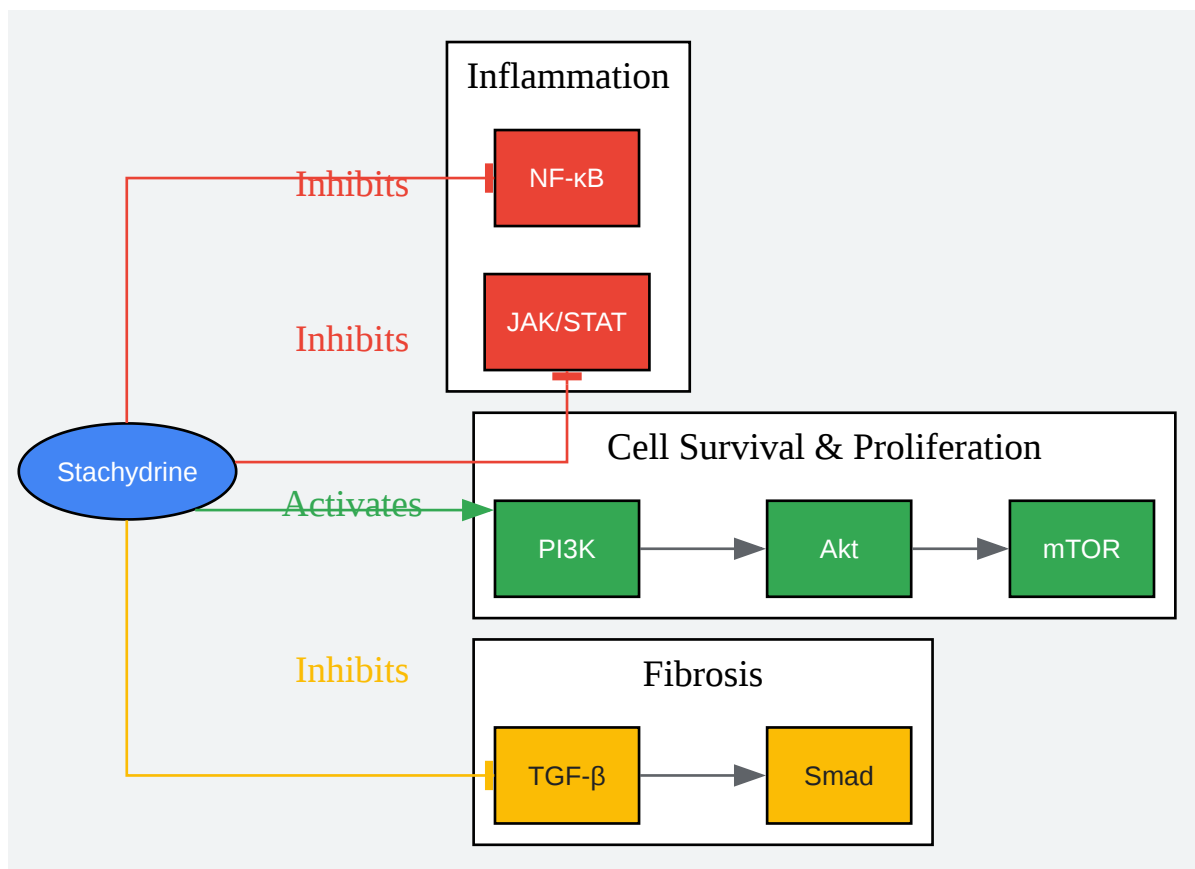 Inflammation
NF-κB
Inhibits
JAK/STAT
Inhibits
Cell Survival & Proliferation
Stachydrine
Activates
PI3K
Akt
mTOR
Inhibits
Fibrosis
TGF-β
Smad